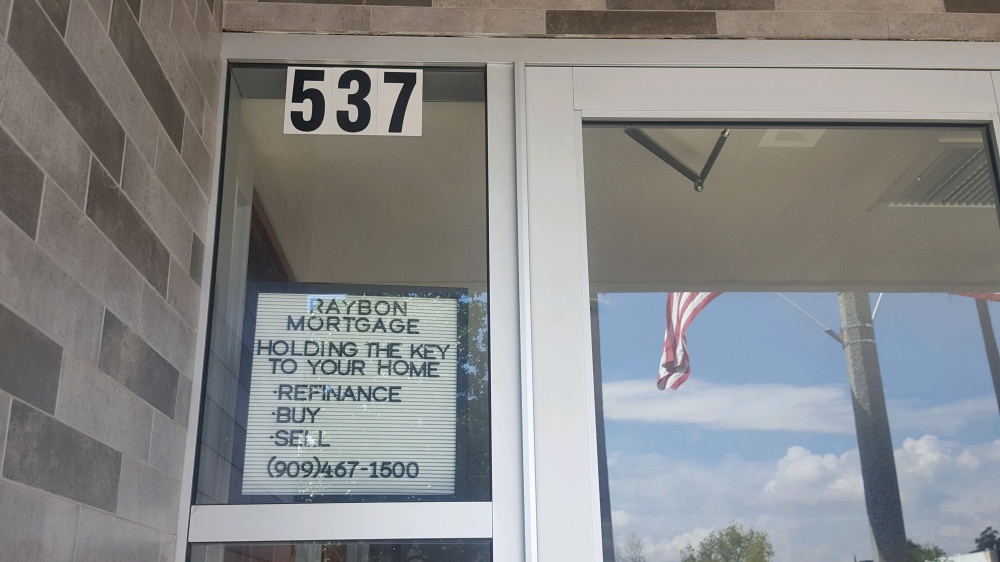 537
RAYBON
MORTGAGE
HOLDING THE KEY
TO YOUR HOME
·REFINANCE
·BUY
·SELL
(909)467-1500